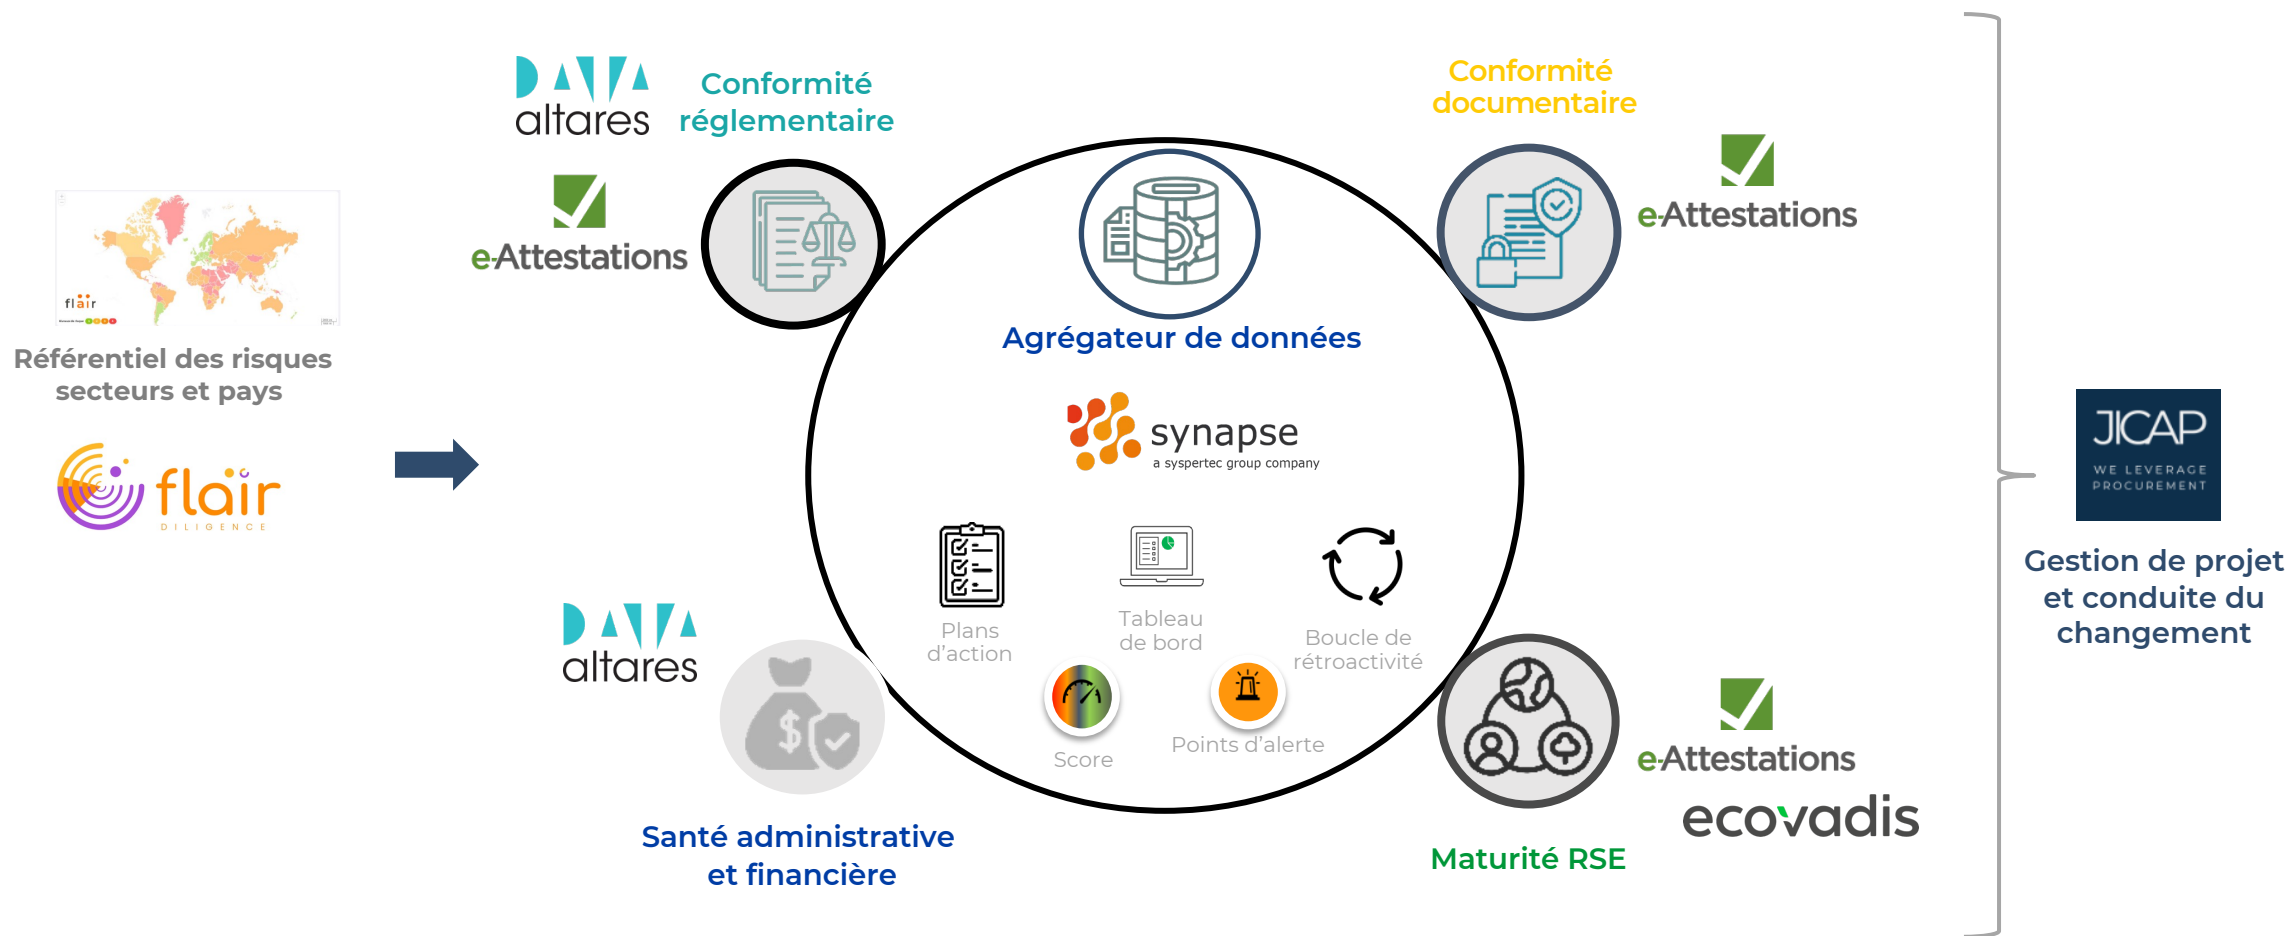 DATA
altares
Conformité
réglementaire
e-Attestations
Conformité
documentaire
e-Attestations
flair
Référentiel des risques
secteurs et pays
flair
DILIGENCE
Agrégateur de données
synapse
a syspertec group company
Plans
d’action
Tableau
de bord
Boucle de
rétroactivité
Score
Points d’alerte
DATA
altares
$
Santé administrative
et financière
e-Attestations
ecovadis
Maturité RSE
JICAP
WE LEVERAGE
PROCUREMENT
Gestion de projet
et conduite du
changement